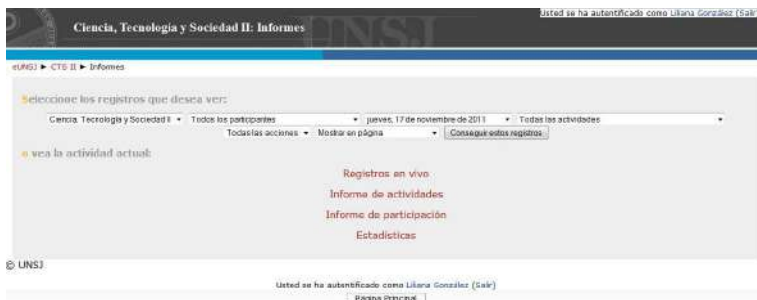 Usted se ha autentificado como Liliana González (Salir)
Ciencia, Tecnología y Sociedad II: Informes
UNSJ
eUNSJ ► CTS II ► Informes
Seleccione los registros que desea ver:
Ciencia, Tecnología y Sociedad II Todos los participantes jueves, 17 de noviembre de 2011 Todas las actividades
Todas las acciones Mostrar en página Conseguir estos registros
o vea la actividad actual:
Registros en vivo
Informe de actividades
Informe de participación
Estadísticas
© UNSJ
Usted se ha autentificado como Liliana González (Salir)
Página Principal